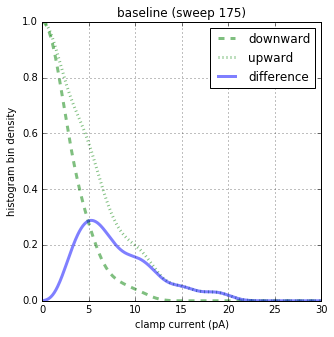 baseline (sweep 175)
downward
upward
difference
histogram bin density
1.0
0.8
0.6
0.4
0.2
0.0
0 5 10 15 20 25 30
clamp current (pA)